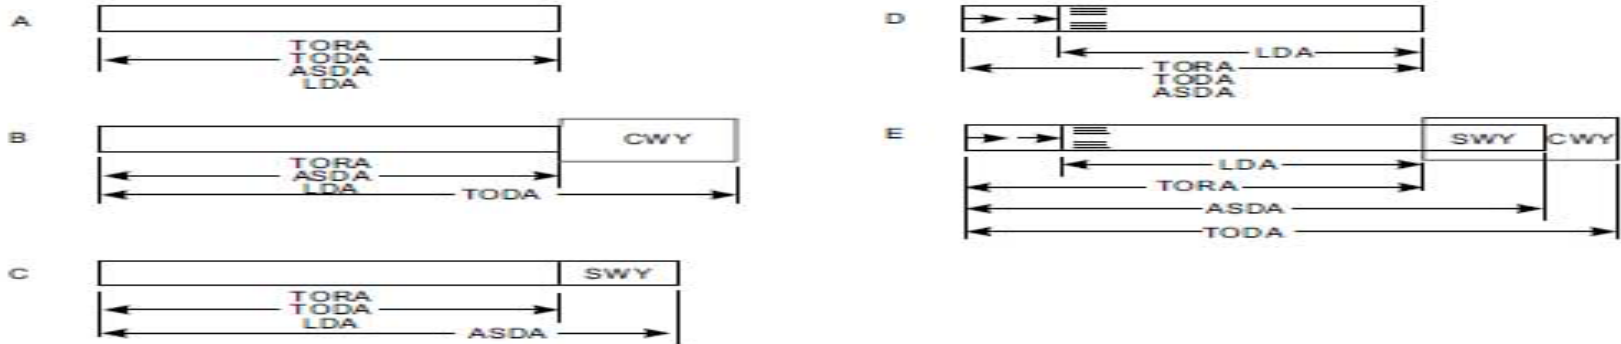 A
TORA
TODA
ASDA
LDA
B
CWY
TORA
ASDA
LDA
TODA
C
SWY
TORA
TODA
LDA
ASDA
D
LDA
TORA
TODA
ASDA
E
SWY CWY
LDA
TORA
ASDA
TODA